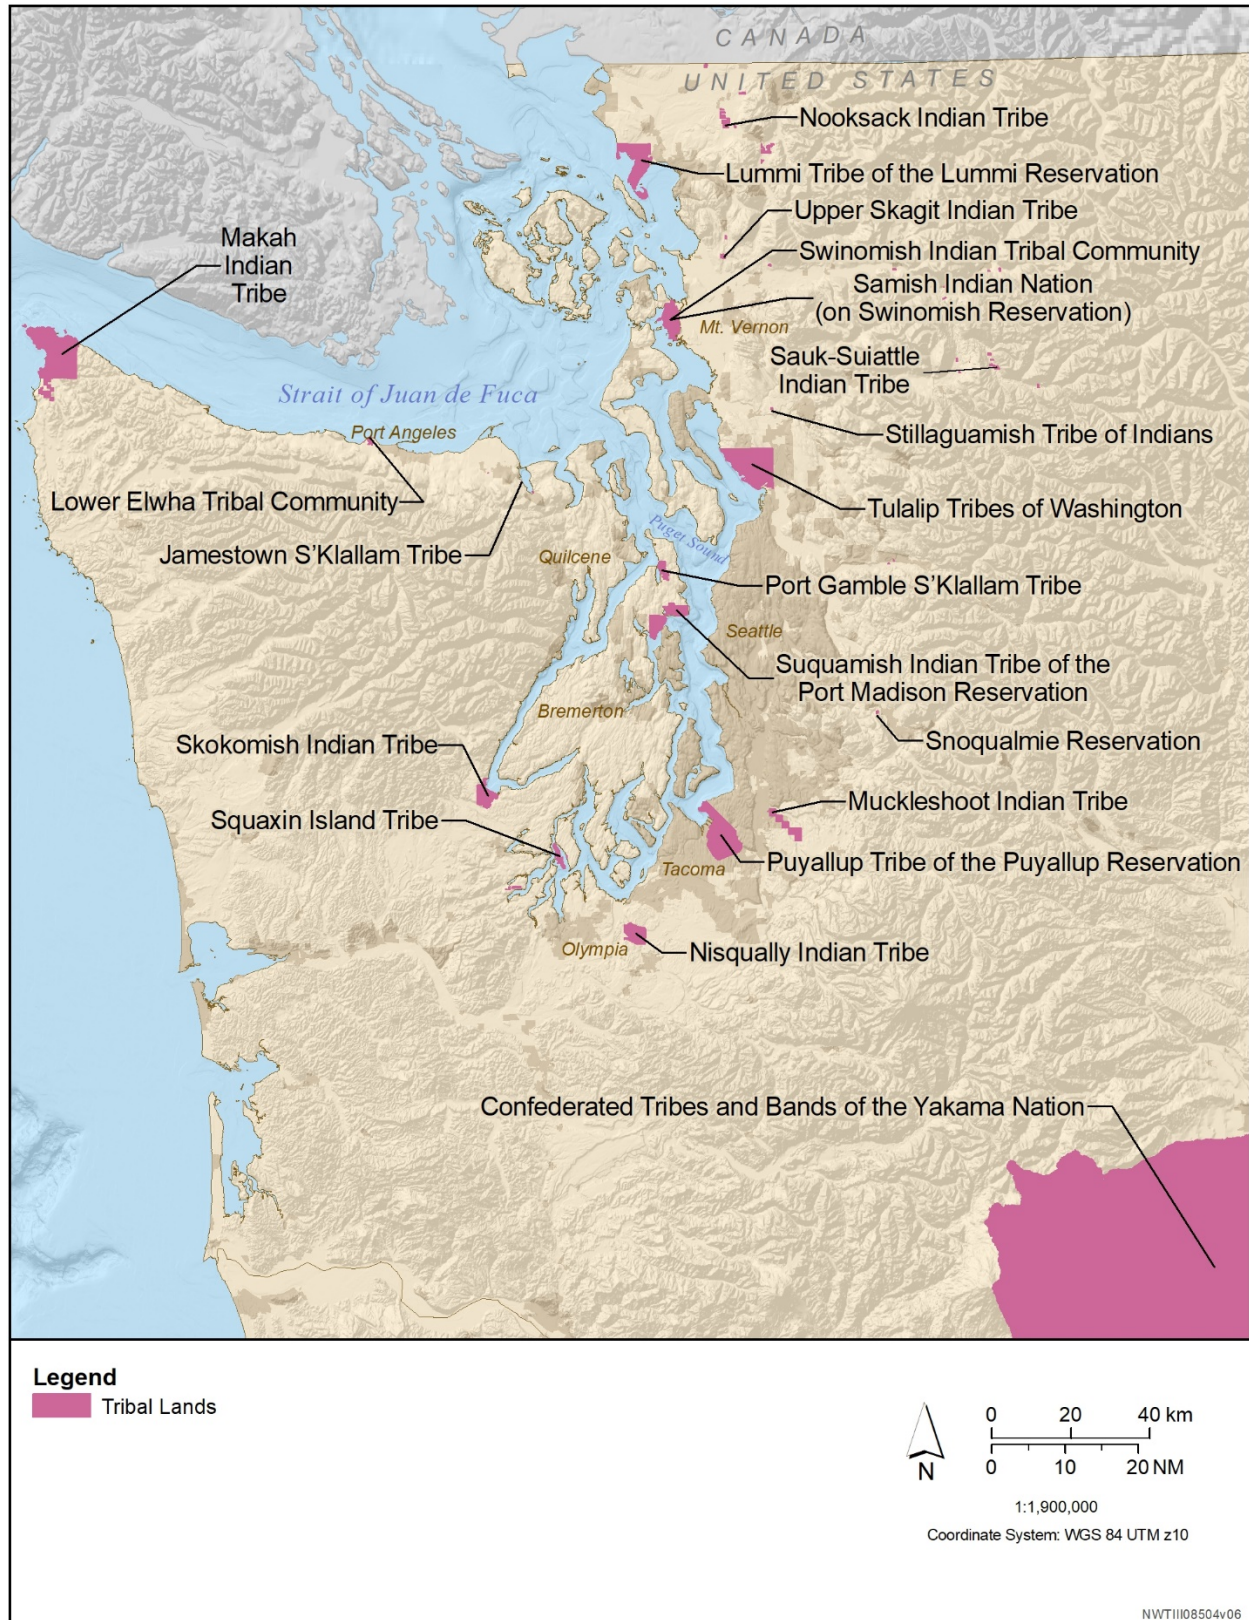 CANADA
UNITED STATES
Nooksack Indian Tribe
Lummi Tribe of the Lummi Reservation
Upper Skagit Indian Tribe
Makah
Indian
Tribe
Swinomish Indian Tribal Community
Samish Indian Nation
(on Swinomish Reservation)
Mt. Vernon
Sauk-Suiattle
Indian Tribe
Strait of Juan de Fuca
Port Angeles
Stillaguamish Tribe of Indians
Lower Elwha Tribal Community
Tulalip Tribes of Washington
Puget Sound
Jamestown S'Klallam Tribe
Quilcene
Port Gamble S'Klallam Tribe
Seattle
Suquamish Indian Tribe of the
Port Madison Reservation
Bremerton
Skokomish Indian Tribe
Snoqualmie Reservation
Muckleshoot Indian Tribe
Squaxin Island Tribe
Puyallup Tribe of the Puyallup Reservation
Tacoma
Olympia
Nisqually Indian Tribe
Confederated Tribes and Bands of the Yakama Nation
Legend
Tribal Lands
N
0 20 40 km
0 10 20 NM
1:1,900,000
Coordinate System: WGS 84 UTM z10
NWTIII08504v06